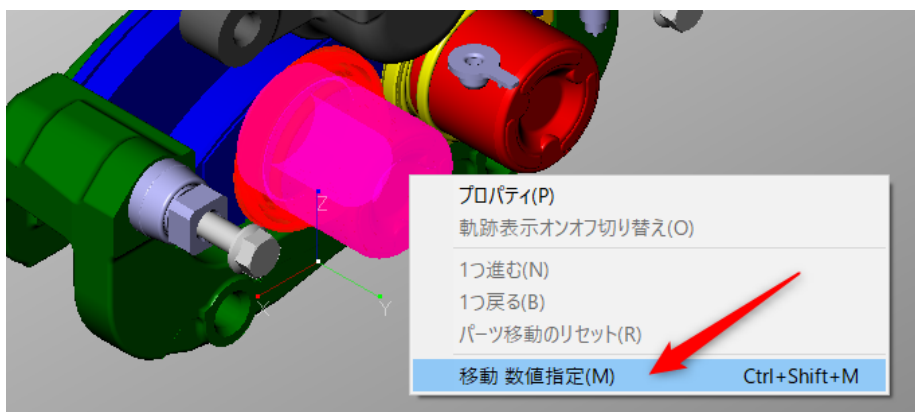 Z
X
Y
プロパティ(P)
軌跡表示オンオフ切り替え(O)
1つ進む(N)
1つ戻る(B)
パーツ移動のリセット(R)
移動 数値指定(M) Ctrl+Shift+M